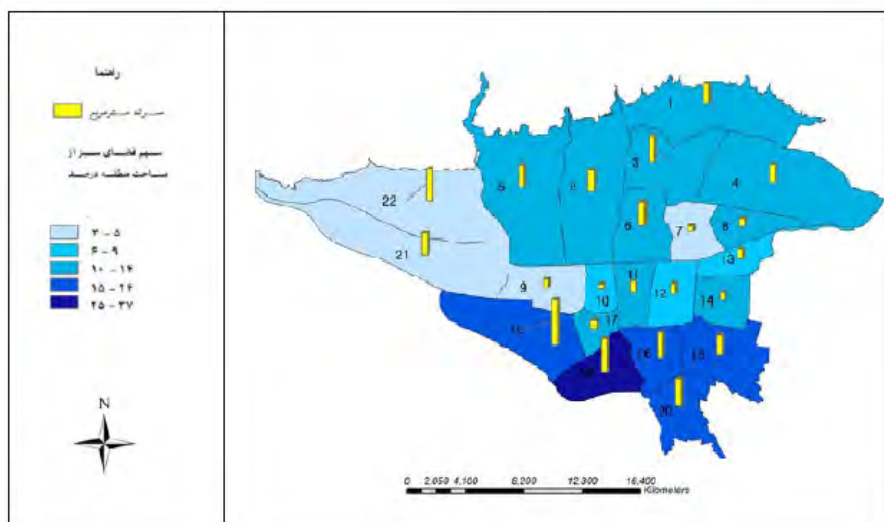 راهنما
سرانه مترمربع
سهم فضای سبز از
مساحت منطقه درصد
۳ - ۵
۶ - ۹
۱۰ - ۱۴
۱۵ - ۲۴
۲۵ - ۳۷
N
1
3
4
5
2
22
6
7
8
21
13
9
10
11
12
14
17
16
15
20
0 2,050 4,100 8,200 12,300 16,400
Kilometers